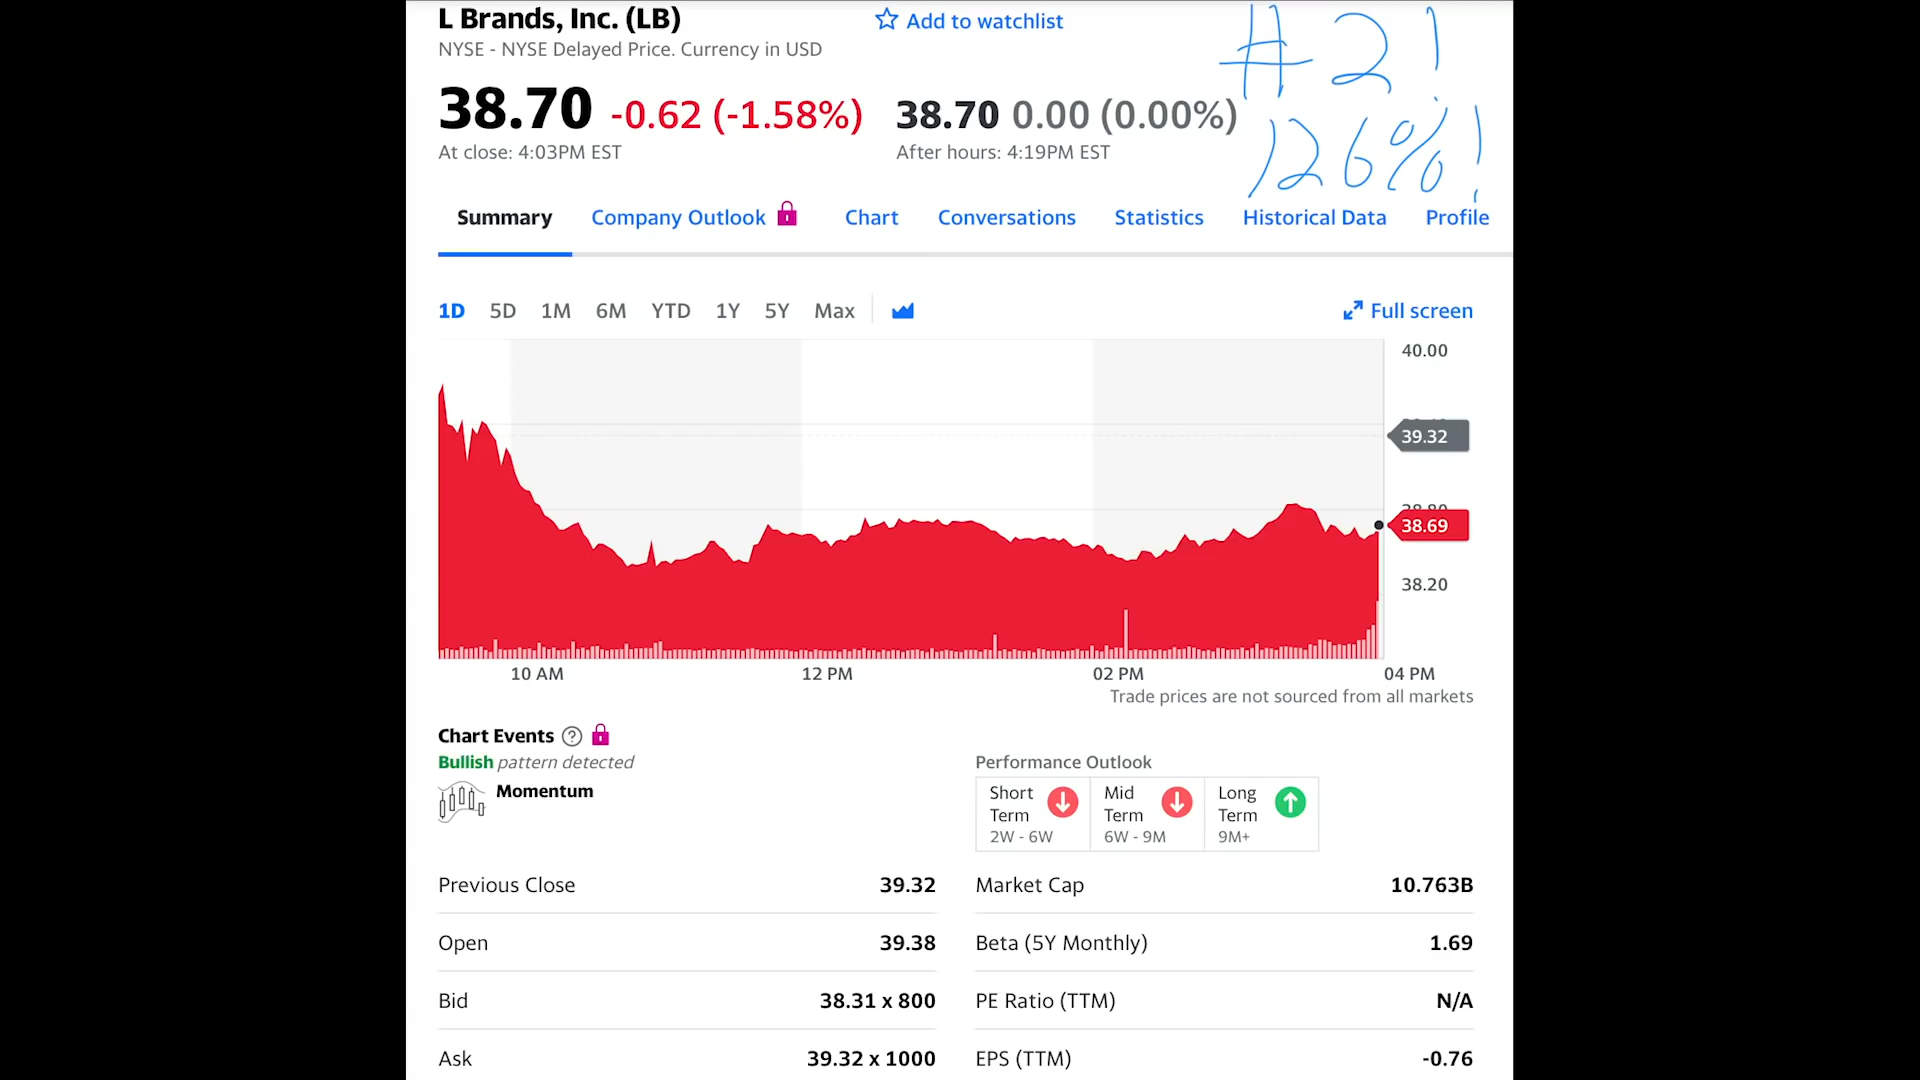 L Brands, Inc. (LB)
Add to watchlist
#2!
NYSE - NYSE Delayed Price. Currency in USD
38.70 -0.62 (-1.58%)
38.70 0.00 (0.00%)
126%!
At close: 4:03PM EST
After hours: 4:19PM EST
Summary Company Outlook Chart Conversations Statistics Historical Data Profile
1D 5D 1M 6M YTD 1Y 5Y Max
Full screen
40.00
39.32
38.80
38.69
38.20
10 AM 12 PM 02 PM 04 PM
Trade prices are not sourced from all markets
Chart Events ?
Bullish pattern detected
Momentum
Performance Outlook
Short Term 2W - 6W
Mid Term 6W - 9M
Long Term 9M+
Previous Close 39.32
Market Cap 10.763B
Open 39.38
Beta (5Y Monthly) 1.69
Bid 38.31 x 800
PE Ratio (TTM) N/A
Ask 39.32 x 1000
EPS (TTM) -0.76